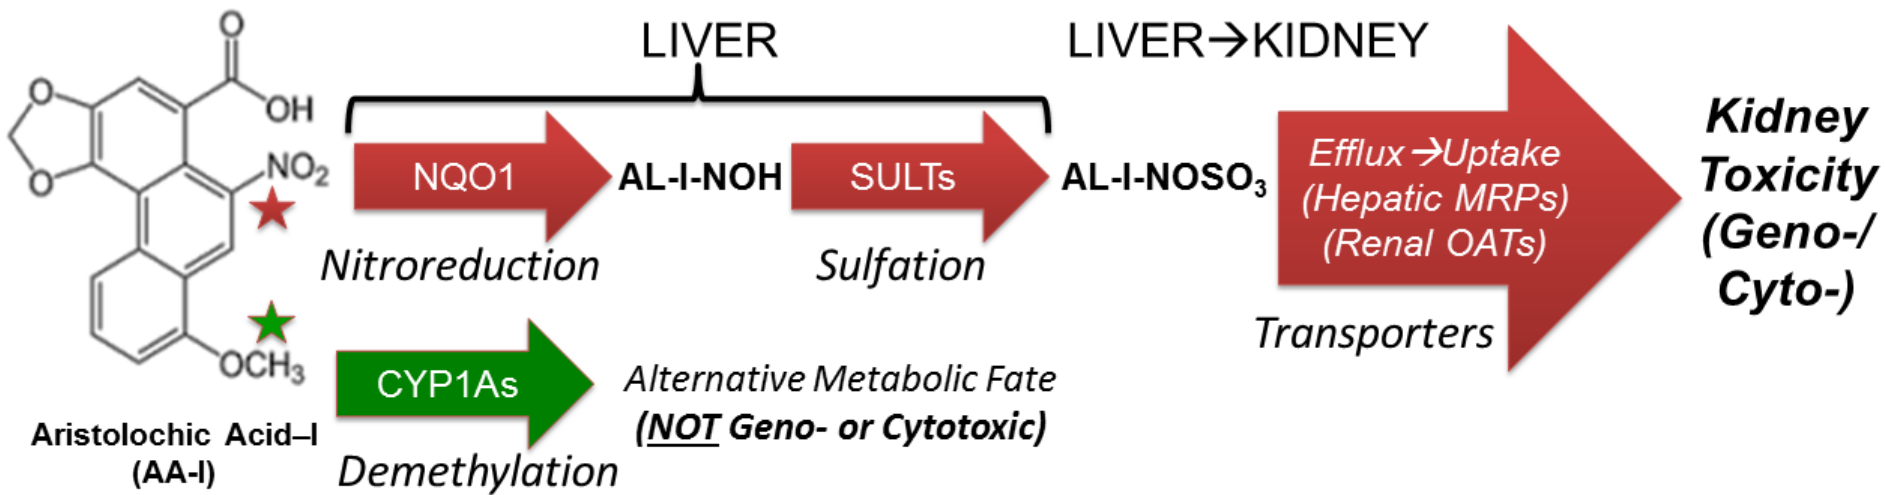 O
OH
O
O
NO₂
OCH₃
Aristolochic Acid–I
(AA-I)
LIVER
NQO1
Nitroreduction
AL-I-NOH
SULTs
Sulfation
AL-I-NOSO₃
CYP1As
Demethylation
Alternative Metabolic Fate
(NOT Geno- or Cytotoxic)
LIVER→KIDNEY
Efflux→Uptake
(Hepatic MRPs)
(Renal OATs)
Transporters
Kidney
Toxicity
(Geno-/
Cyto-)